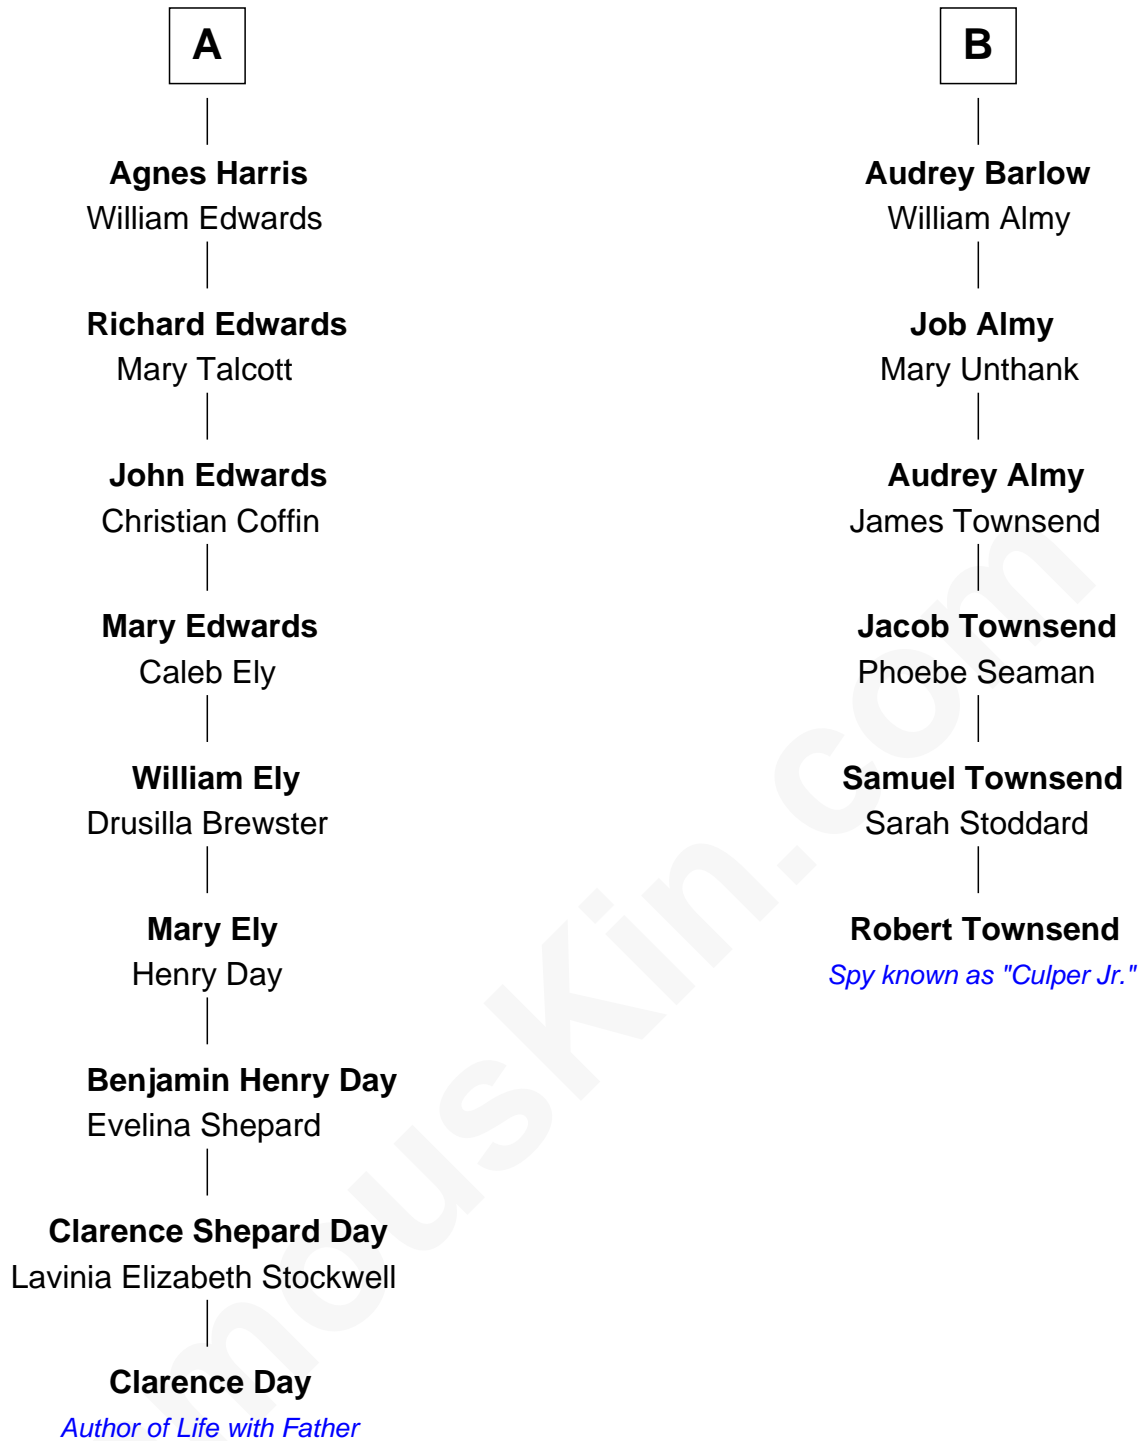 A
Agnes Harris
William Edwards
Richard Edwards
Mary Talcott
John Edwards
Christian Coffin
Mary Edwards
Caleb Ely
William Ely
Drusilla Brewster
Mary Ely
Henry Day
Benjamin Henry Day
Evelina Shepard
Clarence Shepard Day
Lavinia Elizabeth Stockwell
Clarence Day
Author of Life with Father
B
Audrey Barlow
William Almy
Job Almy
Mary Unthank
Audrey Almy
James Townsend
Jacob Townsend
Phoebe Seaman
Samuel Townsend
Sarah Stoddard
Robert Townsend
Spy known as "Culper Jr."
mousKin.com